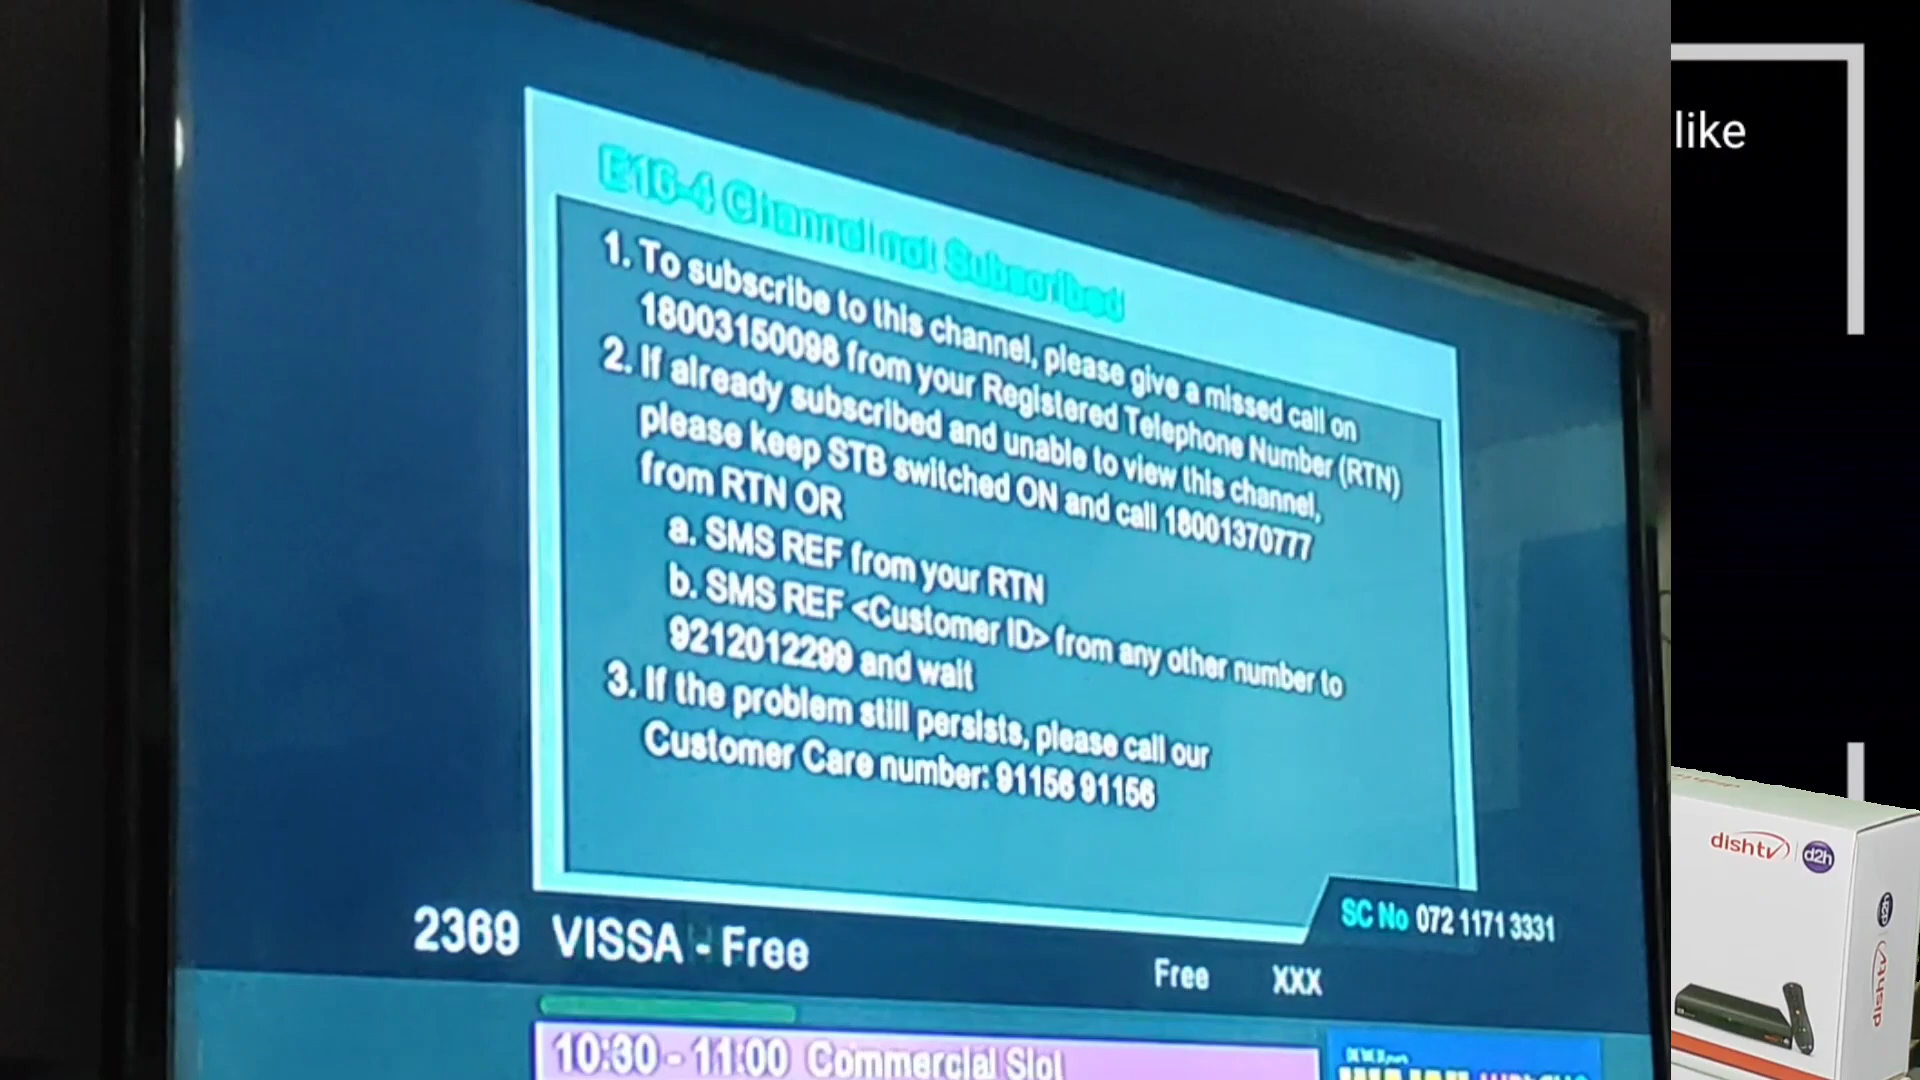 E16-4 Channel not Subscribed
1. To subscribe to this channel, please give a missed call on
18003150098 from your Registered Telephone Number (RTN)
2. If already subscribed and unable to view this channel,
please keep STB switched ON and call 18001370777
from RTN OR
a. SMS REF from your RTN
b. SMS REF <Customer ID> from any other number to
9212012299 and wait
3. If the problem still persists, please call our
Customer Care number: 91156 91156
SC No 072 1171 3331
2369 VISSA - Free
Free XXX
10:30 - 11:00 Commercial Slot
like
dishtv d2h
d2h
dishtv